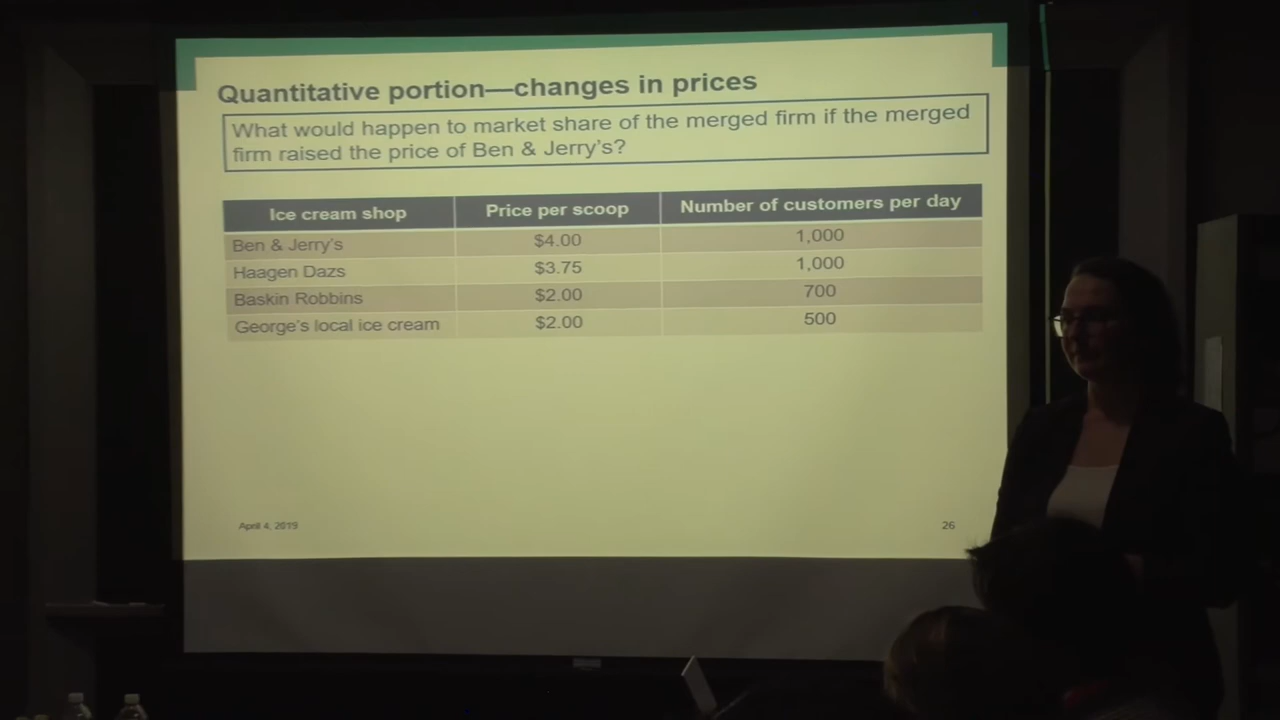 Quantitative portion—changes in prices
What would happen to market share of the merged firm if the merged
firm raised the price of Ben & Jerry's?
Ice cream shop Price per scoop Number of customers per day
Ben & Jerry's $4.00 1,000
Haagen Dazs $3.75 1,000
Baskin Robbins $2.00 700
George's local ice cream $2.00 500
April 4, 2019 26